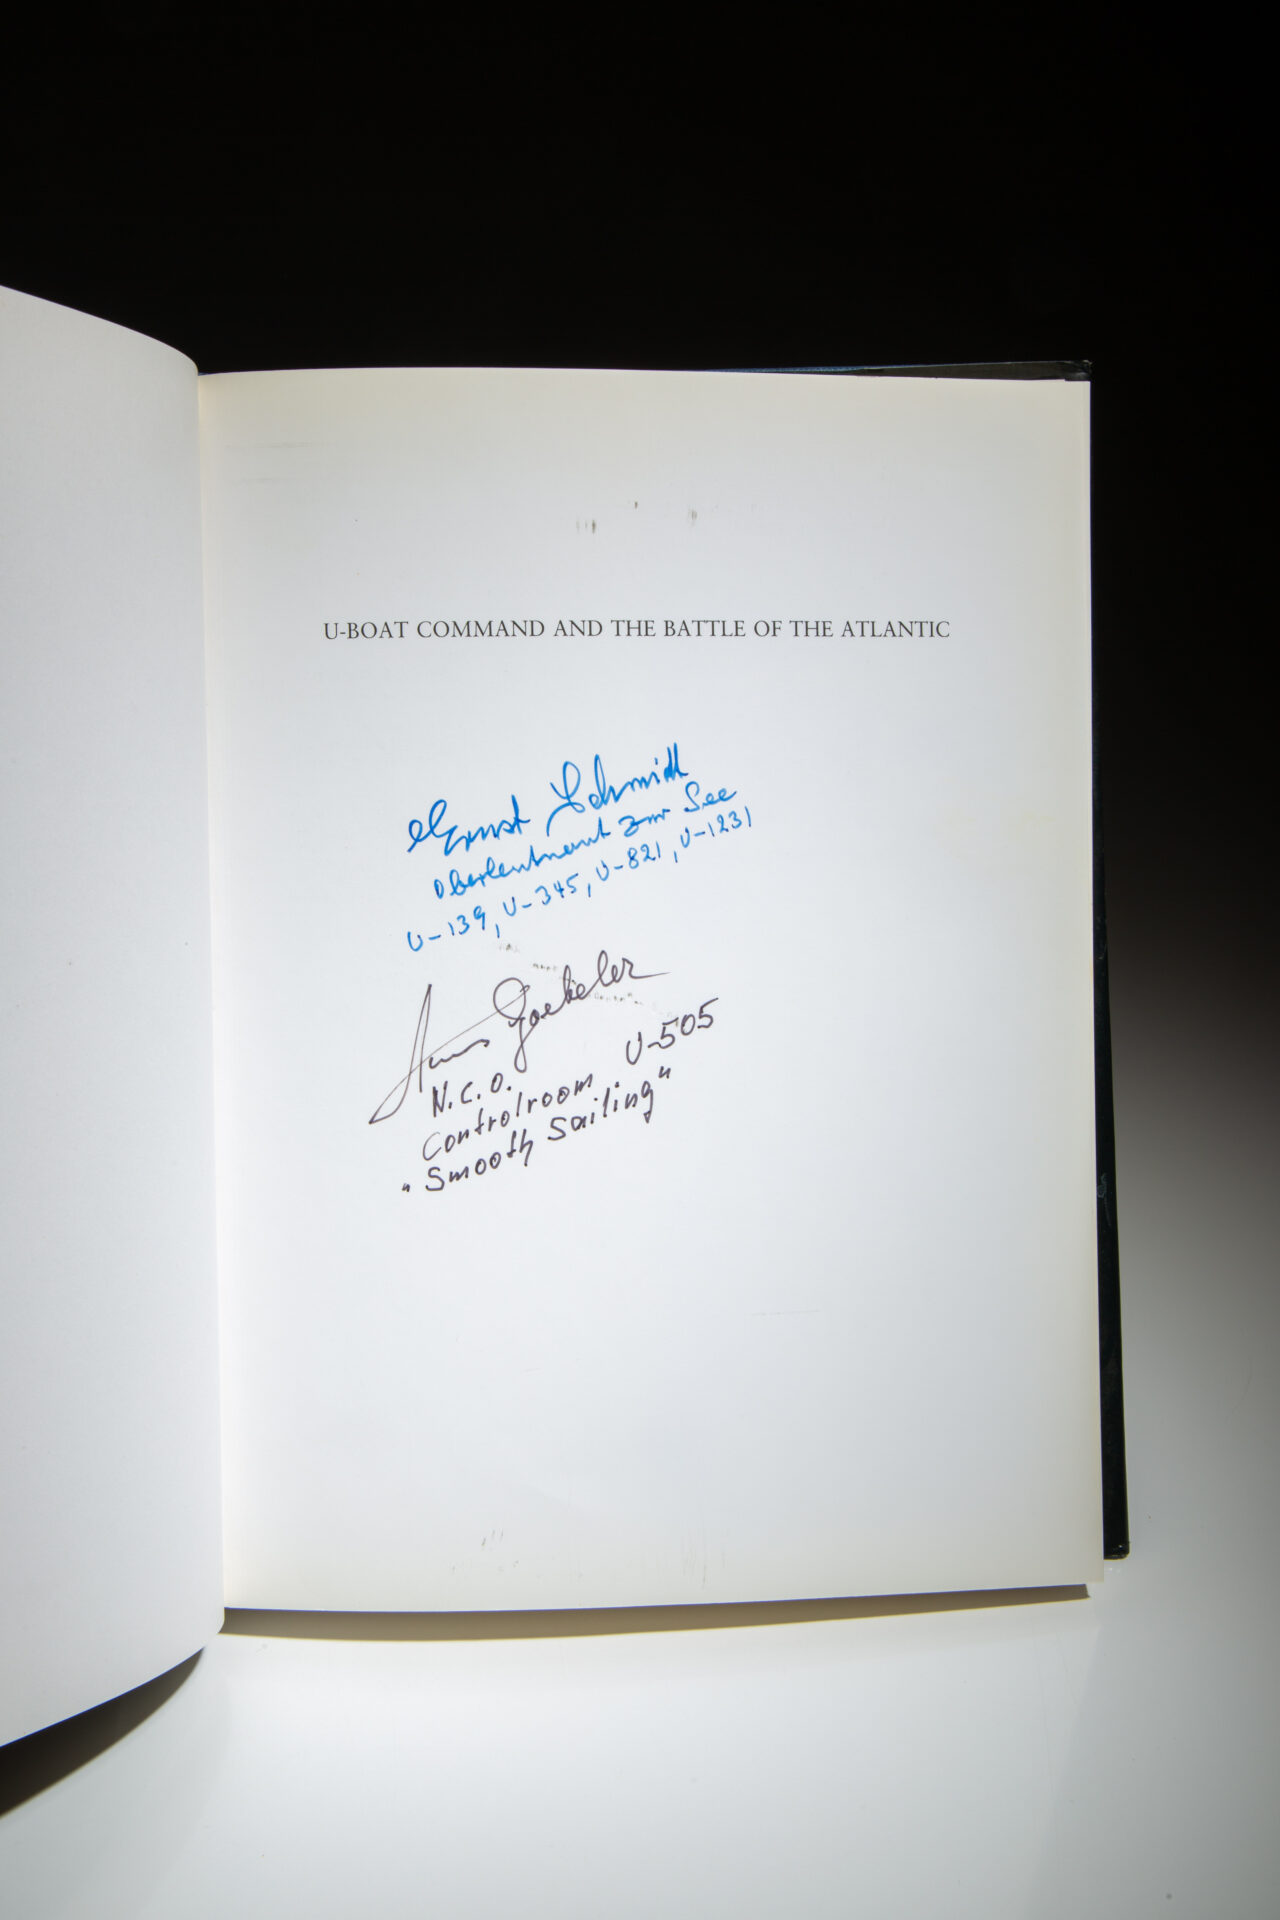 U-BOAT COMMAND AND THE BATTLE OF THE ATLANTIC
Ernst Schmidt
Oberleutnant zur See
U-139, U-345, U-821, U-1231
Hans Goebeler
N.C.O.
Controlroom U-505
"Smooth Sailing"